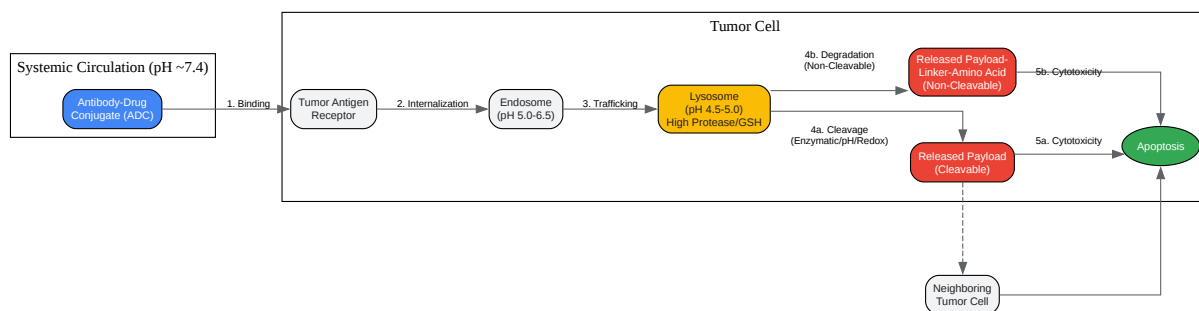 Tumor Cell
Systemic Circulation (pH ~7.4)
Antibody-Drug
Conjugate (ADC)
1. Binding
Tumor Antigen
Receptor
2. Internalization
Endosome
(pH 5.0-6.5)
3. Trafficking
Lysosome
(pH 4.5-5.0)
High Protease/GSH
4b. Degradation
(Non-Cleavable)
Released Payload-
Linker-Amino Acid
(Non-Cleavable)
5b. Cytotoxicity
4a. Cleavage
(Enzymatic/pH/Redox)
Released Payload
(Cleavable)
5a. Cytotoxicity
Apoptosis
Neighboring
Tumor Cell